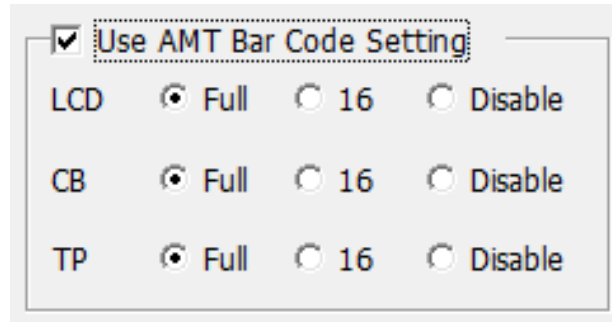 Use AMT Bar Code Setting
LCD Full 16 Disable
CB Full 16 Disable
TP Full 16 Disable